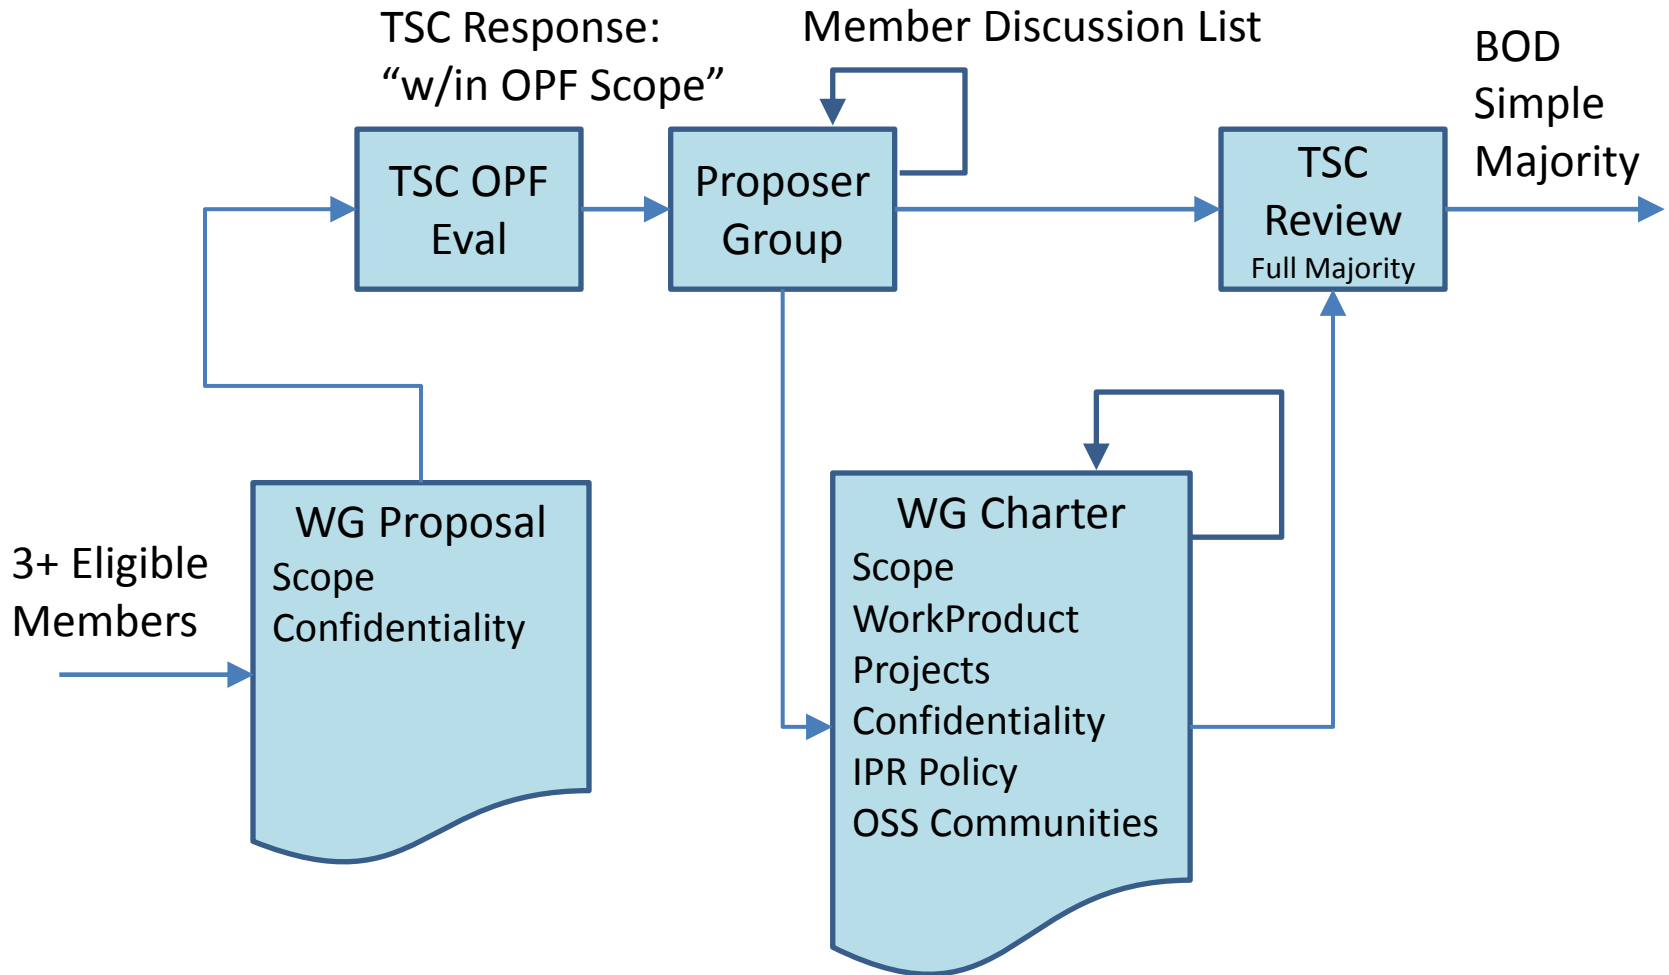 TSC Response:
“w/in OPF Scope”
Member Discussion List
BOD
Simple
Majority
TSC OPF
Eval
Proposer
Group
TSC
Review
Full Majority
3+ Eligible
Members
WG Proposal
Scope
Confidentiality
WG Charter
Scope
WorkProduct
Projects
Confidentiality
IPR Policy
OSS Communities